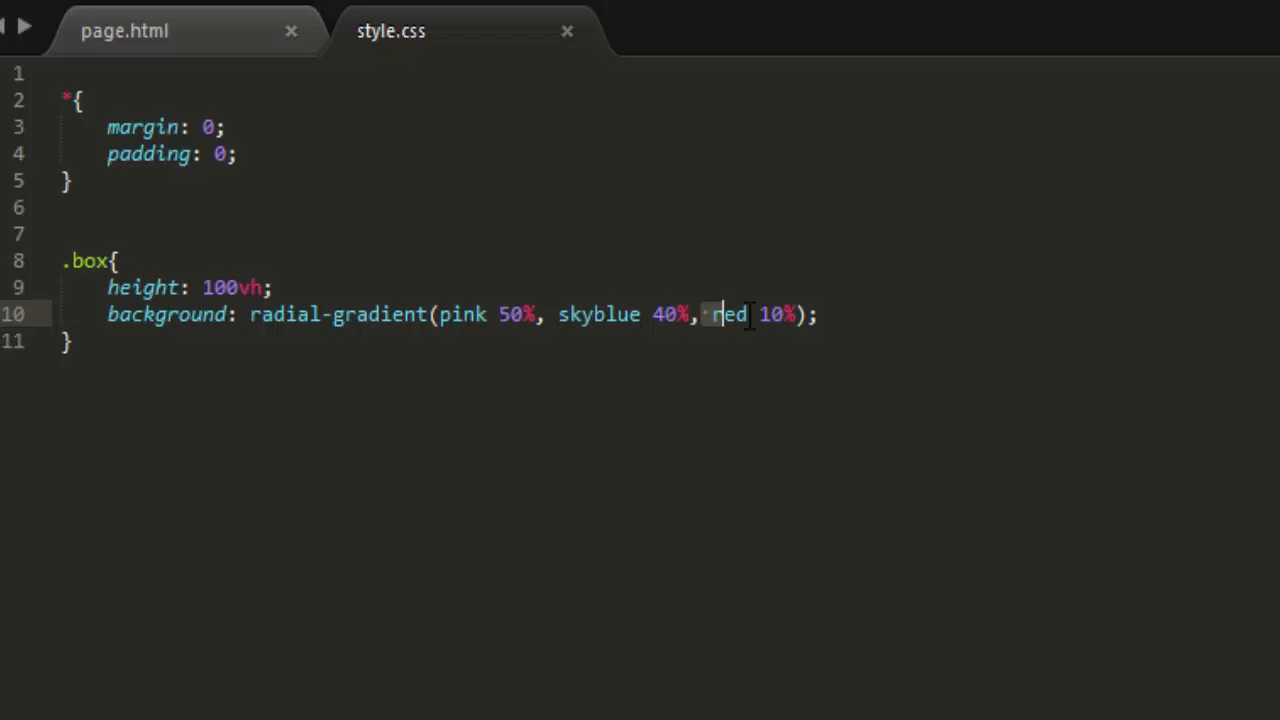 page.html × style.css ×
1
2 *{
3 margin: 0;
4 padding: 0;
5 }
6
7
8 .box{
9 height: 100vh;
10 background: radial-gradient(pink 50%, skyblue 40%, red 10%);
11 }